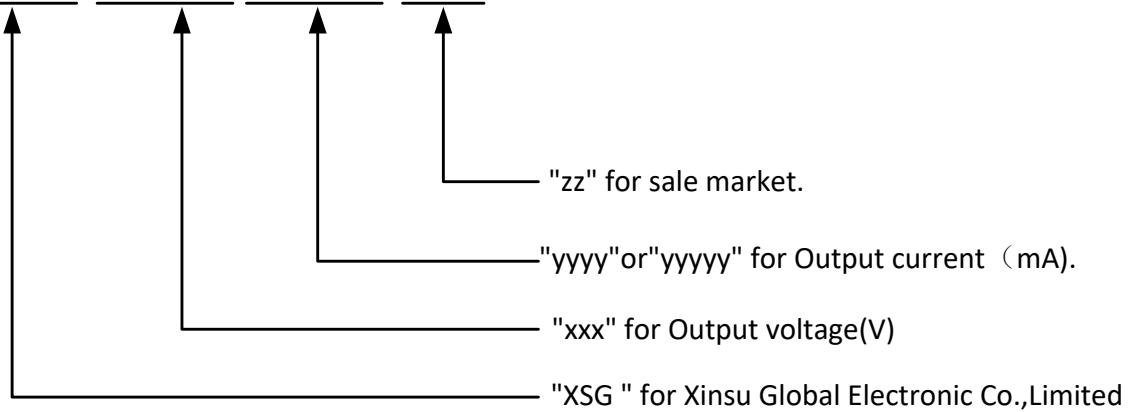 "zz" for sale market.
"yyyy"or"yyyyy" for Output current （mA).
"xxx" for Output voltage(V)
"XSG " for Xinsu Global Electronic Co.,Limited